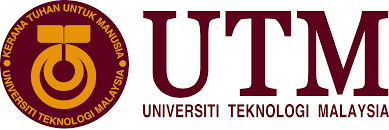 • KERANA TUHAN UNTUK MANUSIA •
UNIVERSITI TEKNOLOGI MALAYSIA
UTM
UNIVERSITI TEKNOLOGI MALAYSIA